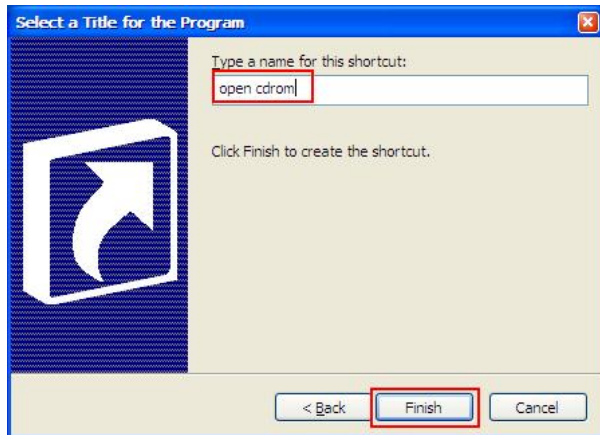 Select a Title for the Program
Type a name for this shortcut:
open cdrom
Click Finish to create the shortcut.
< Back
Finish
Cancel